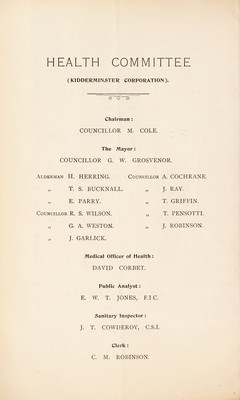 HEALTH COMMITTEE
(KIDDERMINSTER CORPORATION).
Chairman:
COUNCILLOR M. COLE.
The Mayor:
COUNCILLOR G. W. GROSVENOR.
ALDERMAN H. HERRING. COUNCILLOR A. COCHRANE.
„ T. S. BUCKNALL. „ J. RAY.
„ E. PARRY. „ T. GRIFFIN.
COUNCILLOR R. S. WILSON. „ T. PENSOTTI.
„ G. A. WESTON. „ J. ROBINSON.
„ J. GARLICK.
Medical Officer of Health:
DAVID CORBET.
Public Analyst:
E. W. T. JONES, F.I.C.
Sanitary Inspector:
J. T. COWDEROY, C.S.I.
Clerk:
C. M. ROBINSON.